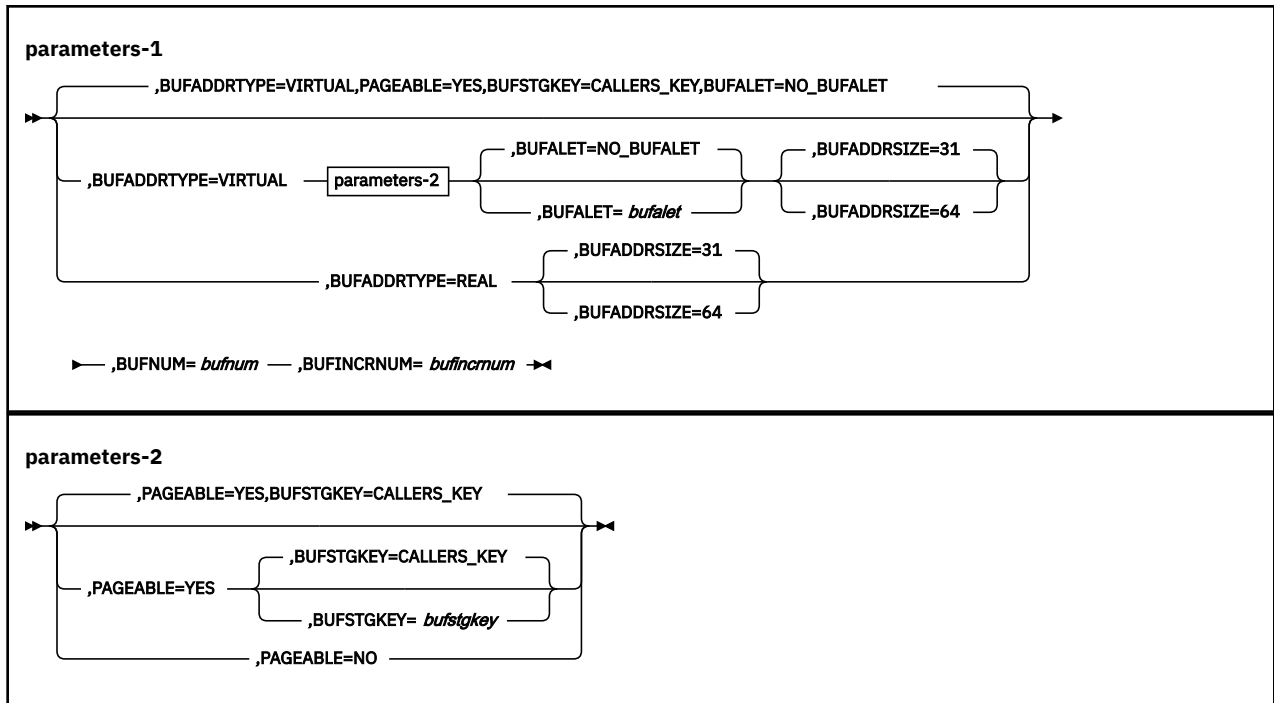 parameters-1
,BUFADDRTYPE=VIRTUAL,PAGEABLE=YES,BUFSTGKEY=CALLERS_KEY,BUFALET=NO_BUFALET
,BUFALET=NO_BUFALET ,BUFADDRSIZE=31
,BUFADDRTYPE=VIRTUAL parameters-2
,BUFALET= bufalet ,BUFADDRSIZE=64
,BUFADDRSIZE=31
,BUFADDRTYPE=REAL
,BUFADDRSIZE=64
,BUFNUM= bufnum ,BUFINCRNUM= bufincrnum
parameters-2
,PAGEABLE=YES,BUFSTGKEY=CALLERS_KEY
,BUFSTGKEY=CALLERS_KEY
,PAGEABLE=YES
,BUFSTGKEY= bufstgkey
,PAGEABLE=NO